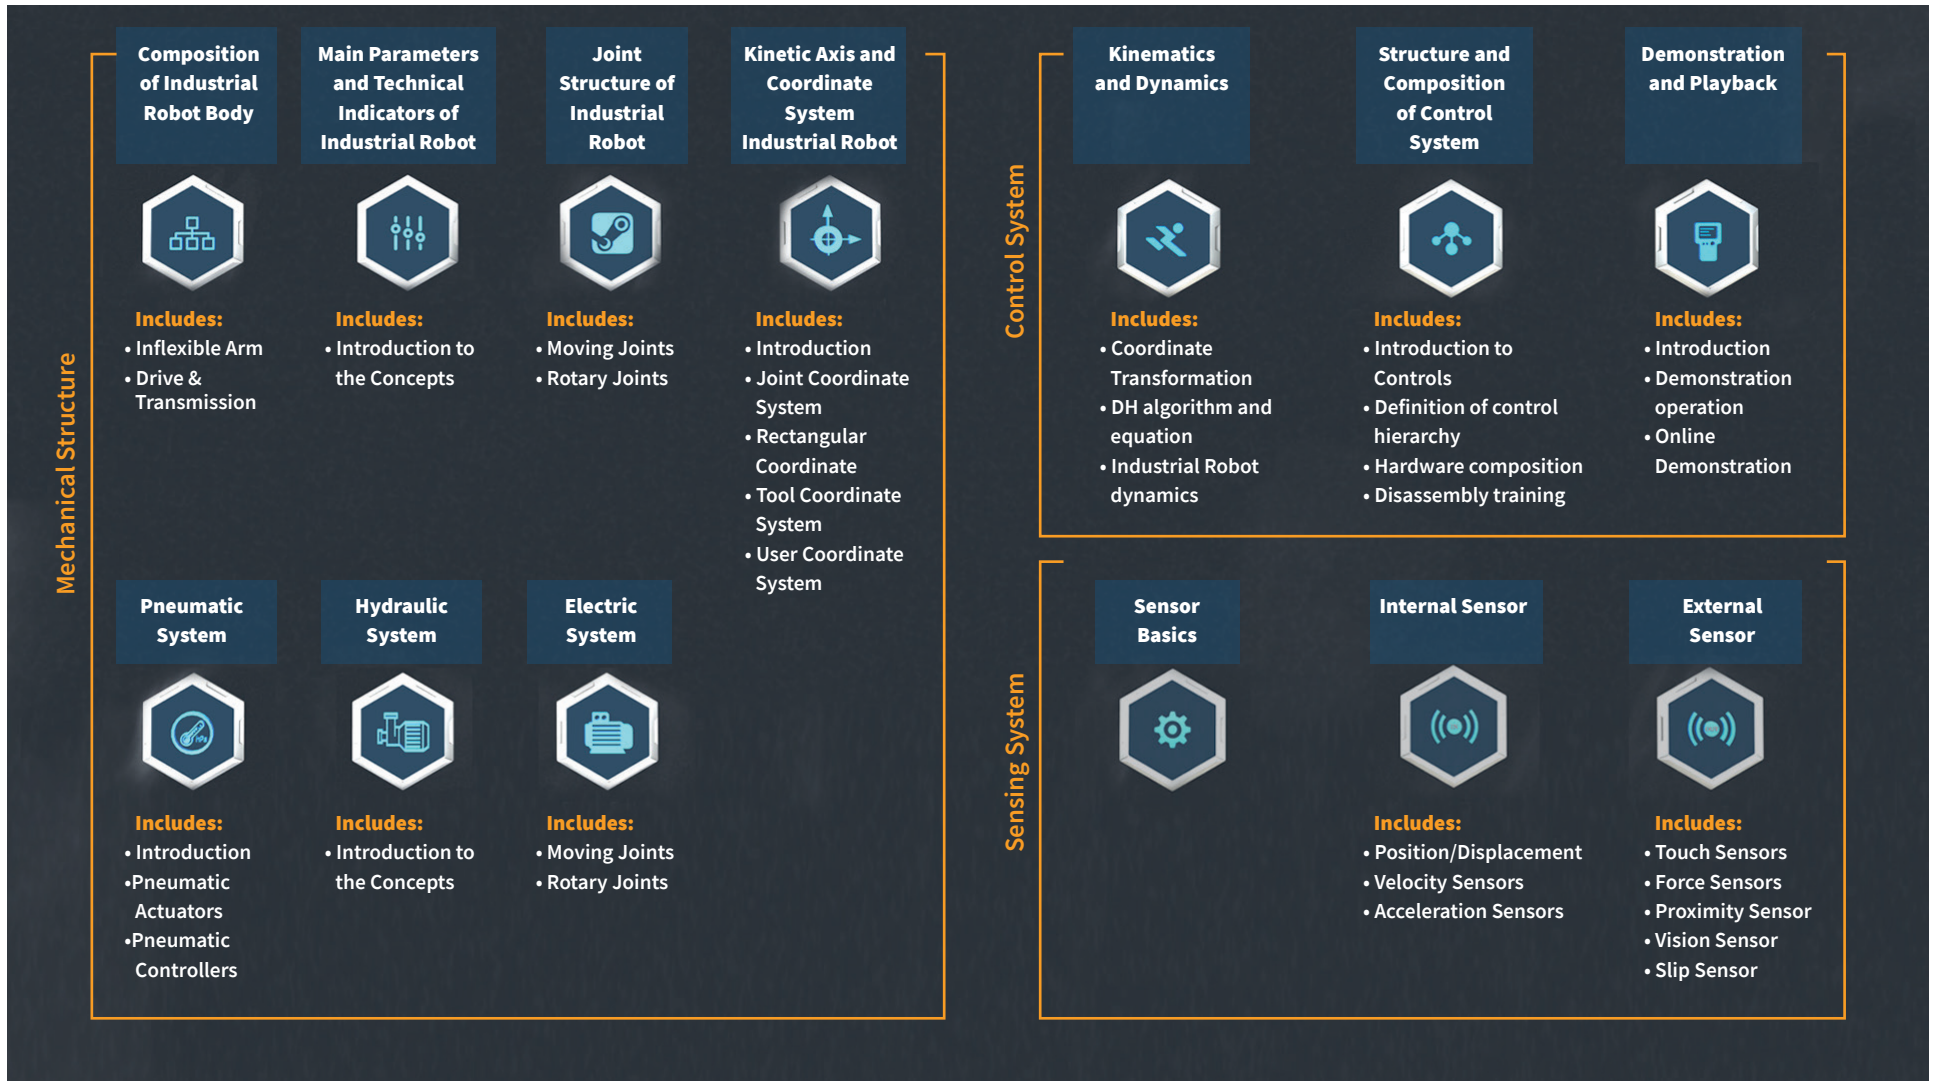 Mechanical Structure
Composition
of Industrial
Robot Body
Includes:
• Inflexible Arm
• Drive &
Transmission
Main Parameters
and Technical
Indicators of
Industrial Robot
Includes:
• Introduction to
the Concepts
Joint
Structure of
Industrial
Robot
Includes:
• Moving Joints
• Rotary Joints
Kinetic Axis and
Coordinate
System
Industrial Robot
Includes:
• Introduction
• Joint Coordinate
System
• Rectangular
Coordinate
• Tool Coordinate
System
• User Coordinate
System
Pneumatic
System
Includes:
• Introduction
•Pneumatic
Actuators
•Pneumatic
Controllers
Hydraulic
System
Includes:
• Introduction to
the Concepts
Electric
System
Includes:
• Moving Joints
• Rotary Joints
Control System
Kinematics
and Dynamics
Includes:
• Coordinate
Transformation
• DH algorithm and
equation
• Industrial Robot
dynamics
Structure and
Composition
of Control
System
Includes:
• Introduction to
Controls
• Definition of control
hierarchy
• Hardware composition
• Disassembly training
Demonstration
and Playback
Includes:
• Introduction
• Demonstration
operation
• Online
Demonstration
Sensing System
Sensor
Basics
Internal Sensor
Includes:
• Position/Displacement
• Velocity Sensors
• Acceleration Sensors
External
Sensor
Includes:
• Touch Sensors
• Force Sensors
• Proximity Sensor
• Vision Sensor
• Slip Sensor